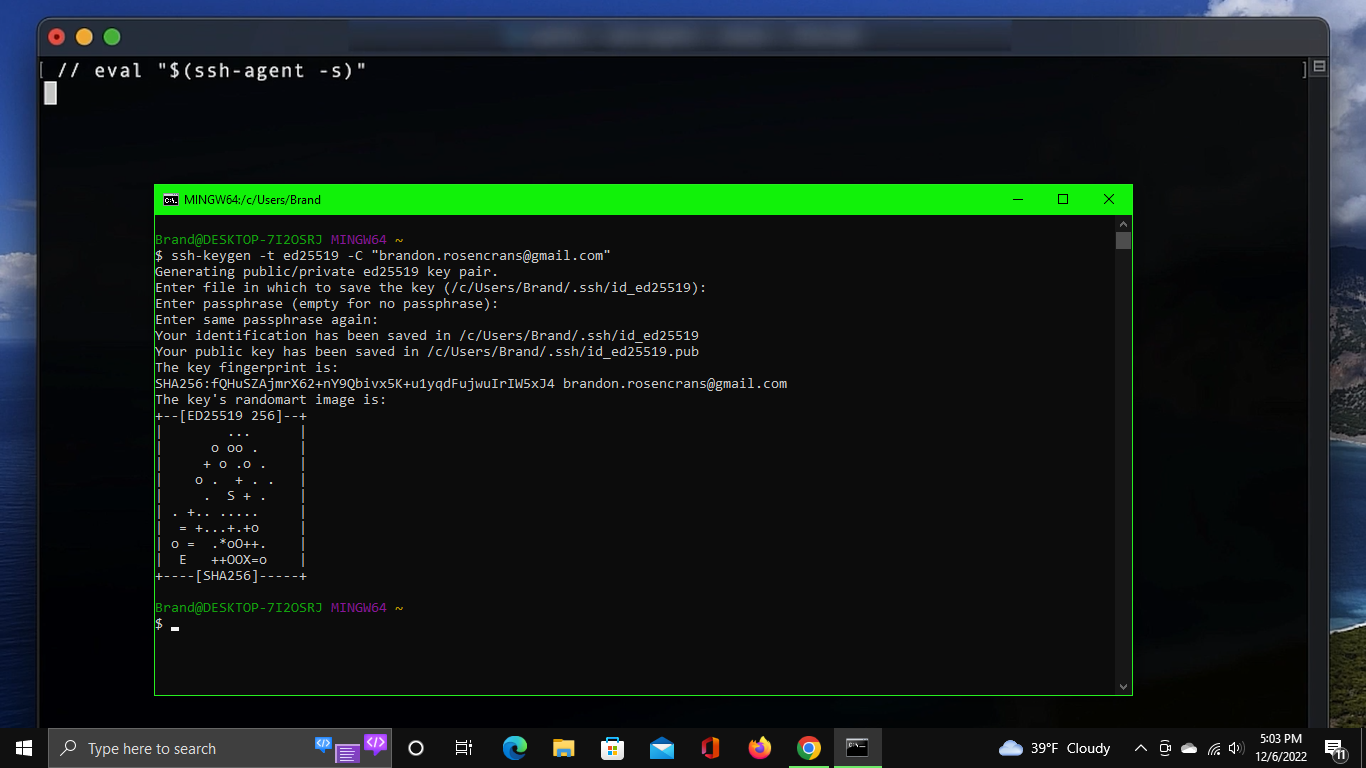 [ // eval "$(ssh-agent -s)" ]
MINGW64:/c/Users/Brand
Brand@DESKTOP-7I2OSRJ MINGW64 ~
$ ssh-keygen -t ed25519 -C "brandon.rosencrans@gmail.com"
Generating public/private ed25519 key pair.
Enter file in which to save the key (/c/Users/Brand/.ssh/id_ed25519):
Enter passphrase (empty for no passphrase):
Enter same passphrase again:
Your identification has been saved in /c/Users/Brand/.ssh/id_ed25519
Your public key has been saved in /c/Users/Brand/.ssh/id_ed25519.pub
The key fingerprint is:
SHA256:fQHuSZAjmrX62+nY9Qbivx5K+u1yqdFujwuIrIW5xJ4 brandon.rosencrans@gmail.com
The key's randomart image is:
+--[ED25519 256]--+
|        ...      |
|      o oo .     |
|     + o .o .    |
|    o .  + . .   |
|     .  S + .    |
| . +.. .....     |
|  = +...+.+o     |
| o =  .*oO++.    |
|  E   ++OOX=o    |
+----[SHA256]-----+
Brand@DESKTOP-7I2OSRJ MINGW64 ~
$
Type here to search
39°F Cloudy
5:03 PM
12/6/2022
11